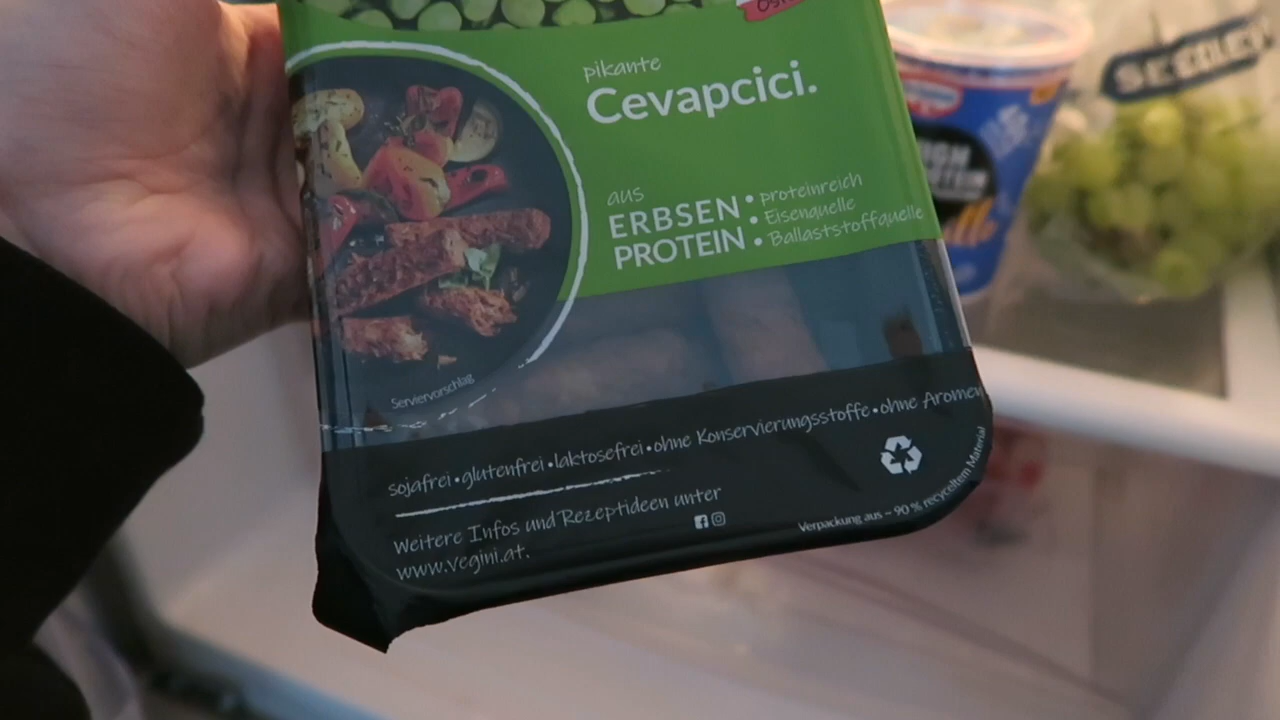 pikante
Cevapcici.
aus
ERBSEN
PROTEIN
• proteinreich
• Eisenquelle
• Ballaststoffquelle
Serviervorschlag
sojafrei • glutenfrei • laktosefrei • ohne Konservierungsstoffe • ohne Aromen
Weitere Infos und Rezeptideen unter
www.vegini.at.
Verpackung aus – 90 % recyceltem Material
SEEDLESS